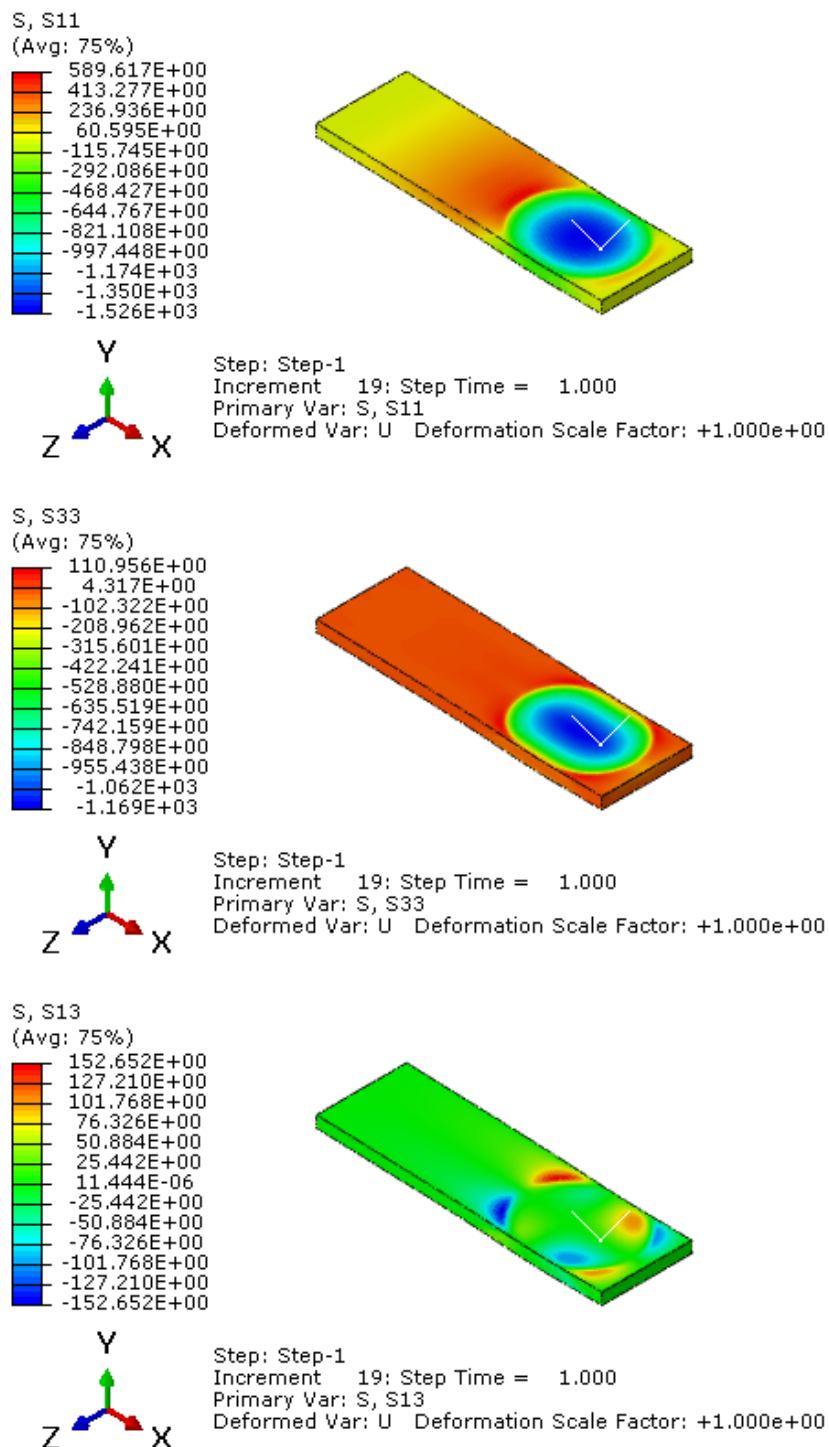 S, S11
(Avg: 75%)
589.617E+00
413.277E+00
236.936E+00
60.595E+00
-115.745E+00
-292.086E+00
-468.427E+00
-644.767E+00
-821.108E+00
-997.448E+00
-1.174E+03
-1.350E+03
-1.526E+03
Y
Z X
Step: Step-1
Increment 19: Step Time = 1.000
Primary Var: S, S11
Deformed Var: U Deformation Scale Factor: +1.000e+00
S, S33
(Avg: 75%)
110.956E+00
4.317E+00
-102.322E+00
-208.962E+00
-315.601E+00
-422.241E+00
-528.880E+00
-635.519E+00
-742.159E+00
-848.798E+00
-955.438E+00
-1.062E+03
-1.169E+03
Y
Z X
Step: Step-1
Increment 19: Step Time = 1.000
Primary Var: S, S33
Deformed Var: U Deformation Scale Factor: +1.000e+00
S, S13
(Avg: 75%)
152.652E+00
127.210E+00
101.768E+00
76.326E+00
50.884E+00
25.442E+00
11.444E-06
-25.442E+00
-50.884E+00
-76.326E+00
-101.768E+00
-127.210E+00
-152.652E+00
Y
Z X
Step: Step-1
Increment 19: Step Time = 1.000
Primary Var: S, S13
Deformed Var: U Deformation Scale Factor: +1.000e+00